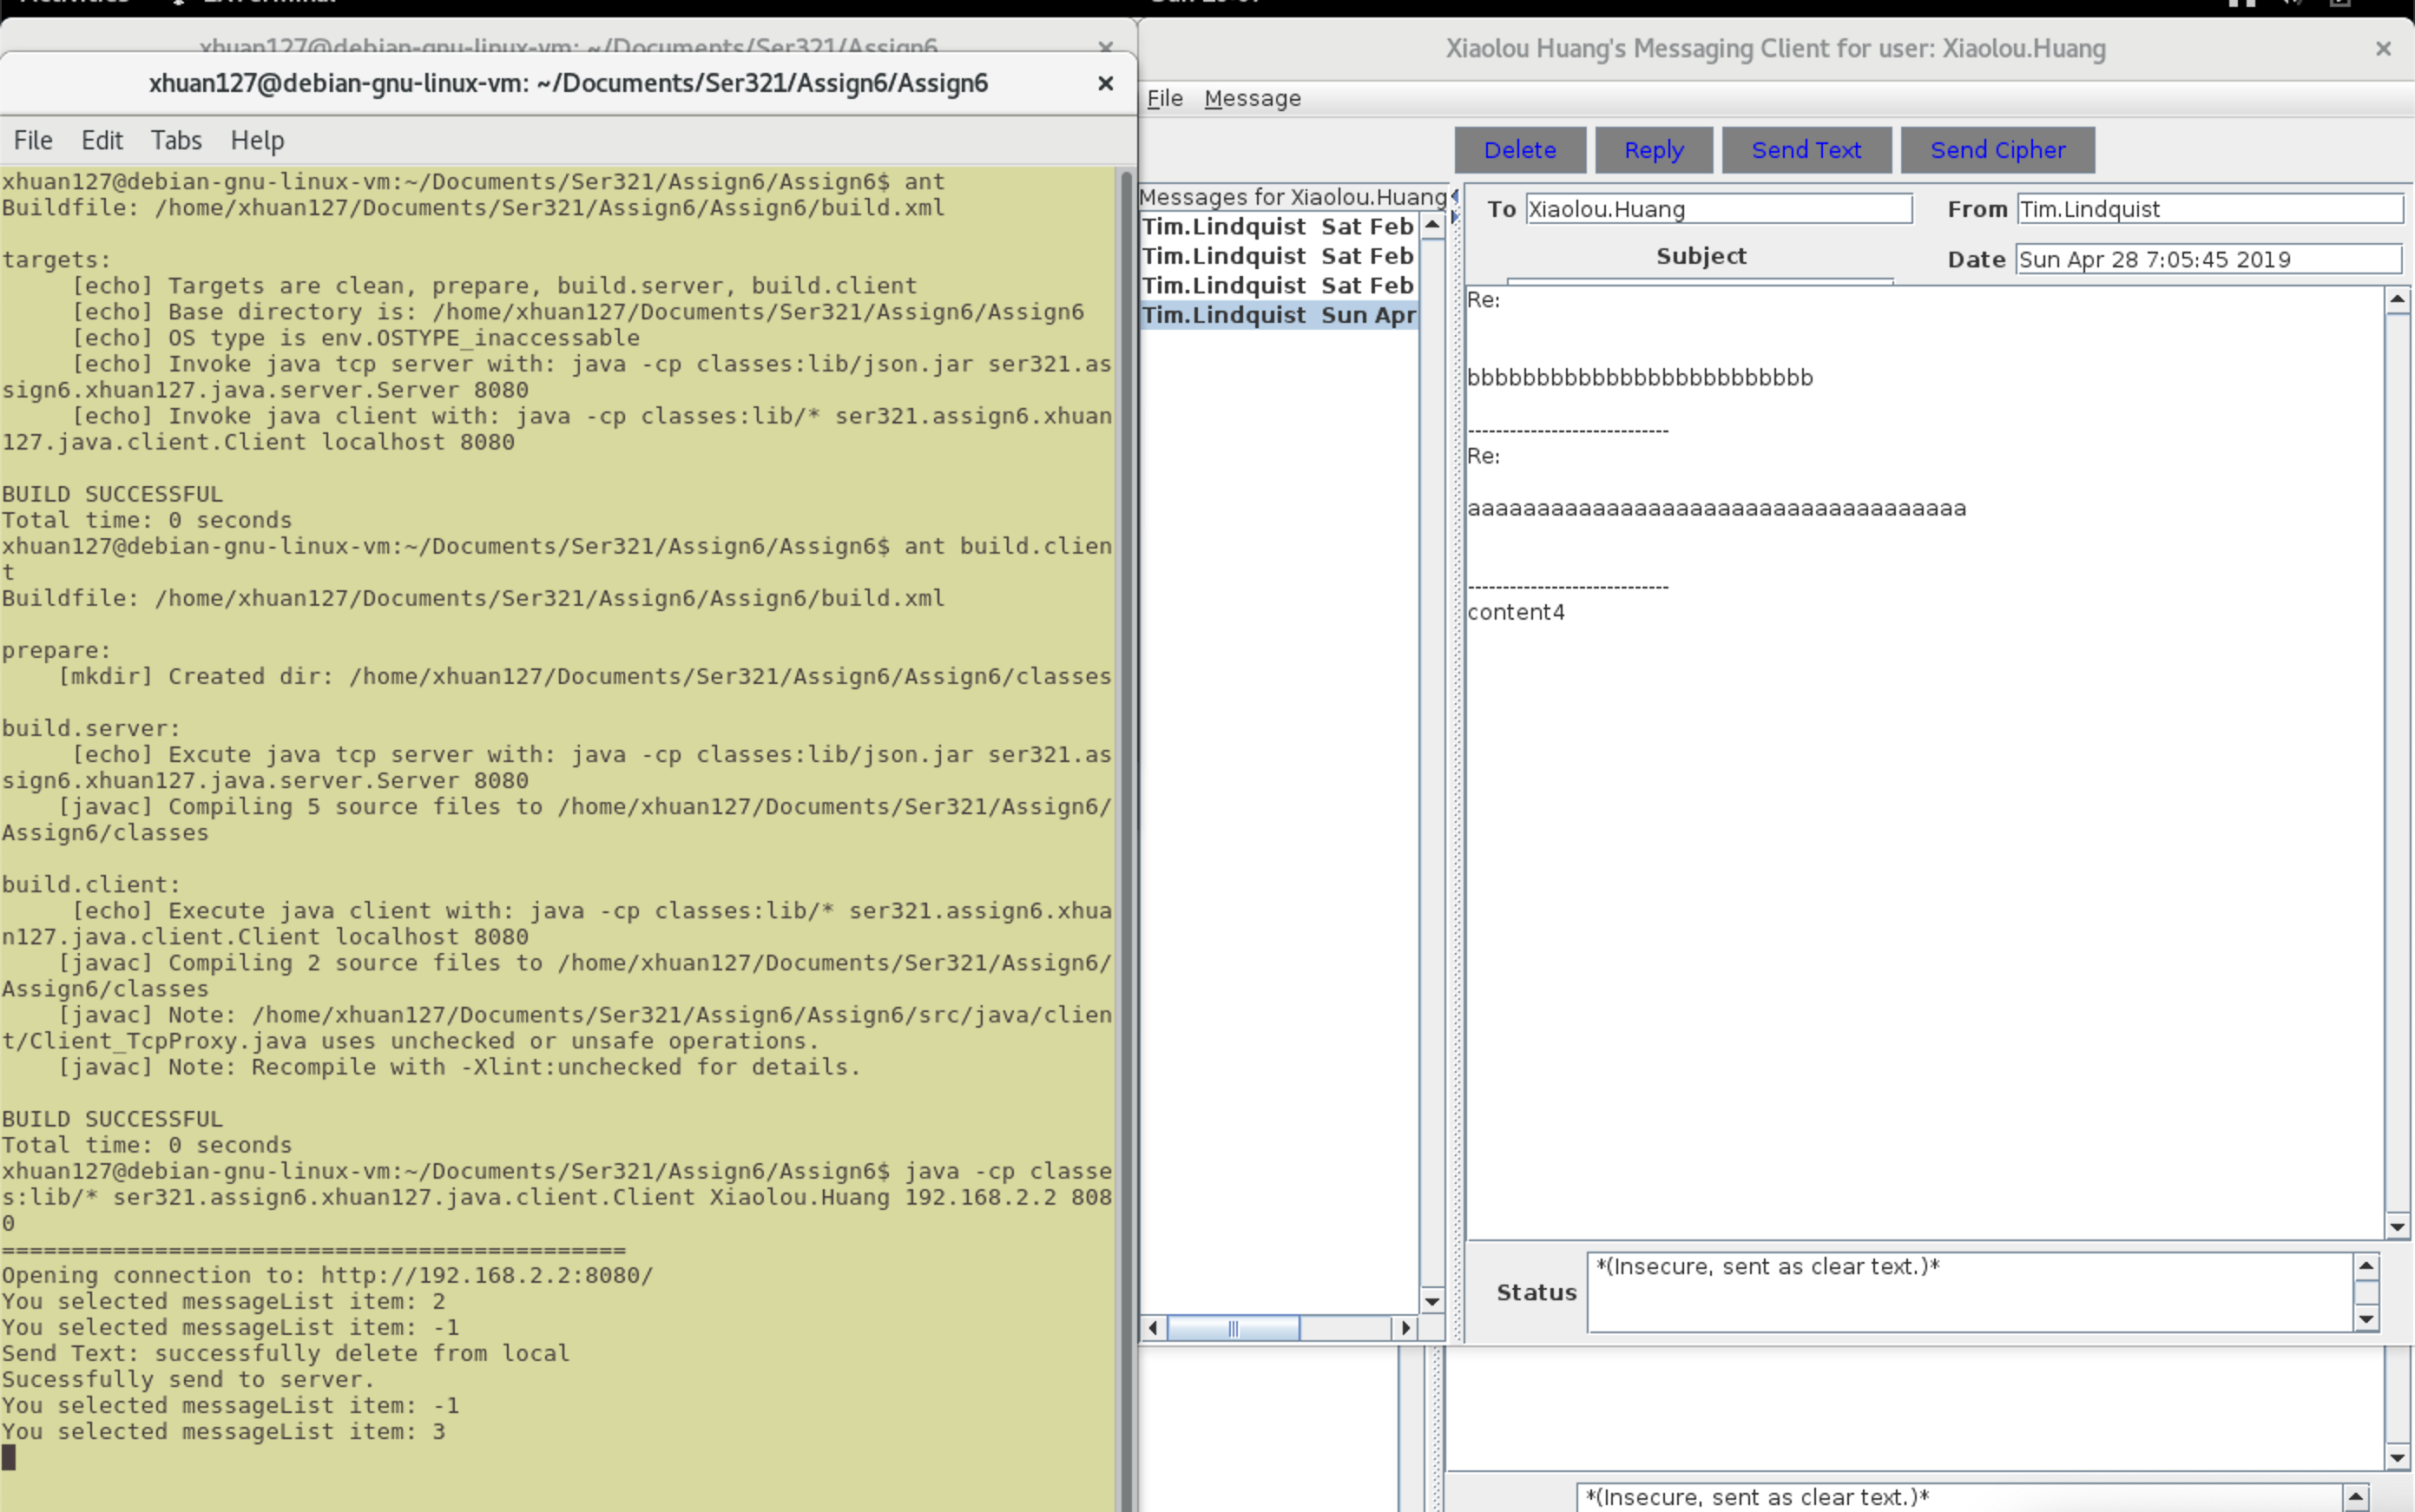 xhuan127@debian-gnu-linux-vm: ~/Documents/Ser321/Assign6
xhuan127@debian-gnu-linux-vm: ~/Documents/Ser321/Assign6/Assign6
File Edit Tabs Help
xhuan127@debian-gnu-linux-vm:~/Documents/Ser321/Assign6/Assign6$ ant
Buildfile: /home/xhuan127/Documents/Ser321/Assign6/Assign6/build.xml
targets:
[echo] Targets are clean, prepare, build.server, build.client
[echo] Base directory is: /home/xhuan127/Documents/Ser321/Assign6/Assign6
[echo] OS type is env.OSTYPE_inaccessable
[echo] Invoke java tcp server with: java -cp classes:lib/json.jar ser321.as
sign6.xhuan127.java.server.Server 8080
[echo] Invoke java client with: java -cp classes:lib/* ser321.assign6.xhuan
127.java.client.Client localhost 8080
BUILD SUCCESSFUL
Total time: 0 seconds
xhuan127@debian-gnu-linux-vm:~/Documents/Ser321/Assign6/Assign6$ ant build.clien
t
Buildfile: /home/xhuan127/Documents/Ser321/Assign6/Assign6/build.xml
prepare:
[mkdir] Created dir: /home/xhuan127/Documents/Ser321/Assign6/Assign6/classes
build.server:
[echo] Excute java tcp server with: java -cp classes:lib/json.jar ser321.as
sign6.xhuan127.java.server.Server 8080
[javac] Compiling 5 source files to /home/xhuan127/Documents/Ser321/Assign6/
Assign6/classes
build.client:
[echo] Execute java client with: java -cp classes:lib/* ser321.assign6.xhua
n127.java.client.Client localhost 8080
[javac] Compiling 2 source files to /home/xhuan127/Documents/Ser321/Assign6/
Assign6/classes
[javac] Note: /home/xhuan127/Documents/Ser321/Assign6/Assign6/src/java/clien
t/Client_TcpProxy.java uses unchecked or unsafe operations.
[javac] Note: Recompile with -Xlint:unchecked for details.
BUILD SUCCESSFUL
Total time: 0 seconds
xhuan127@debian-gnu-linux-vm:~/Documents/Ser321/Assign6/Assign6$ java -cp classe
s:lib/* ser321.assign6.xhuan127.java.client.Client Xiaolou.Huang 192.168.2.2 808
0
=============================================
Opening connection to: http://192.168.2.2:8080/
You selected messageList item: 2
You selected messageList item: -1
Send Text: successfully delete from local
Sucessfully send to server.
You selected messageList item: -1
You selected messageList item: 3
Xiaolou Huang's Messaging Client for user: Xiaolou.Huang
File Message
Delete Reply Send Text Send Cipher
Messages for Xiaolou.Huang
Tim.Lindquist Sat Feb
Tim.Lindquist Sat Feb
Tim.Lindquist Sat Feb
Tim.Lindquist Sun Apr
To Xiaolou.Huang From Tim.Lindquist
Subject Date Sun Apr 28 7:05:45 2019
Re:
bbbbbbbbbbbbbbbbbbbbbbbbb
-----------------------------
Re:
aaaaaaaaaaaaaaaaaaaaaaaaaaaaaaaaaaaa
-----------------------------
content4
Status *(Insecure, sent as clear text.)*
*(Insecure, sent as clear text.)*